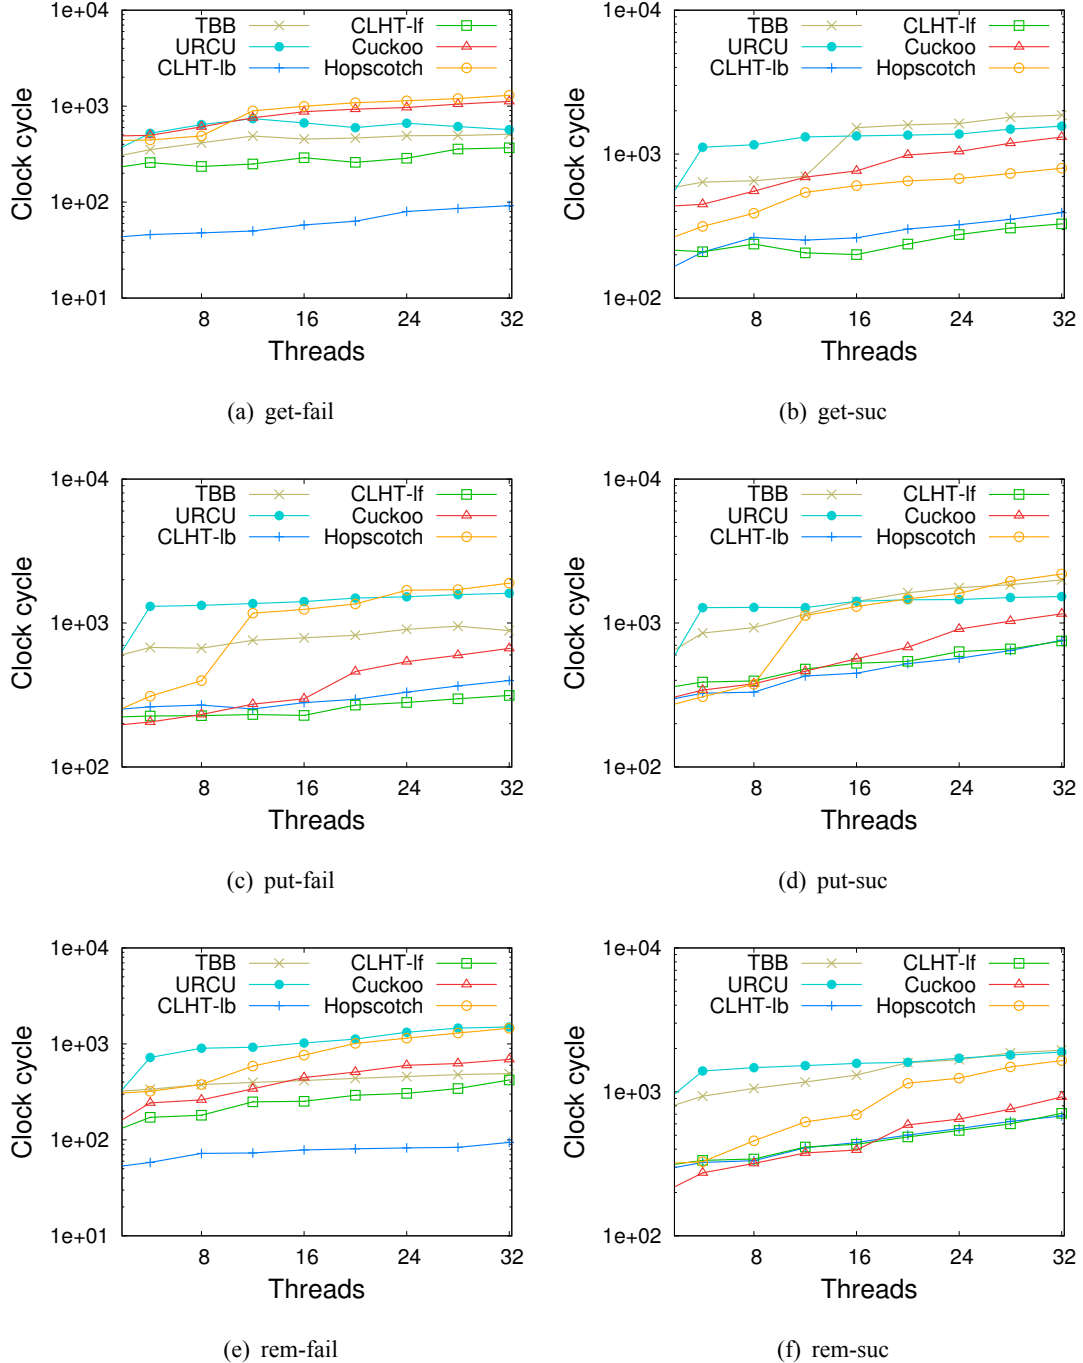 1e+04
1e+03
1e+02
1e+01
Clock cycle
TBB
URCU
CLHT-lb
CLHT-lf
Cuckoo
Hopscotch
8 16 24 32
Threads
(a) get-fail
1e+04
1e+03
1e+02
Clock cycle
TBB
URCU
CLHT-lb
CLHT-lf
Cuckoo
Hopscotch
8 16 24 32
Threads
(b) get-suc
1e+04
1e+03
1e+02
Clock cycle
TBB
URCU
CLHT-lb
CLHT-lf
Cuckoo
Hopscotch
8 16 24 32
Threads
(c) put-fail
1e+04
1e+03
1e+02
Clock cycle
TBB
URCU
CLHT-lb
CLHT-lf
Cuckoo
Hopscotch
8 16 24 32
Threads
(d) put-suc
1e+04
1e+03
1e+02
1e+01
Clock cycle
TBB
URCU
CLHT-lb
CLHT-lf
Cuckoo
Hopscotch
8 16 24 32
Threads
(e) rem-fail
1e+04
1e+03
1e+02
Clock cycle
TBB
URCU
CLHT-lb
CLHT-lf
Cuckoo
Hopscotch
8 16 24 32
Threads
(f) rem-suc